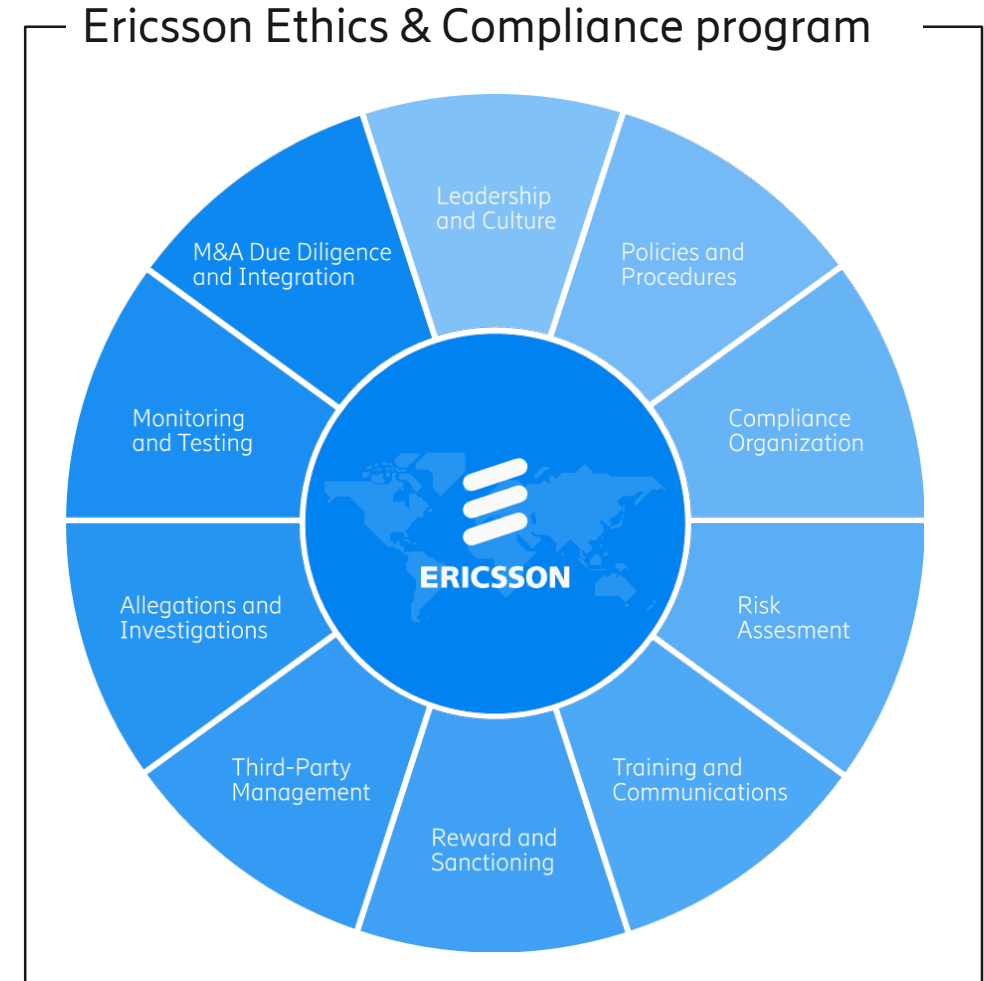 Ericsson Ethics & Compliance program
Leadership
and Culture
Policies and
Procedures
Compliance
Organization
Risk
Assesment
Training and
Communications
Reward and
Sanctioning
Third-Party
Management
Allegations and
Investigations
Monitoring
and Testing
M&A Due Diligence
and Integration
ERICSSON